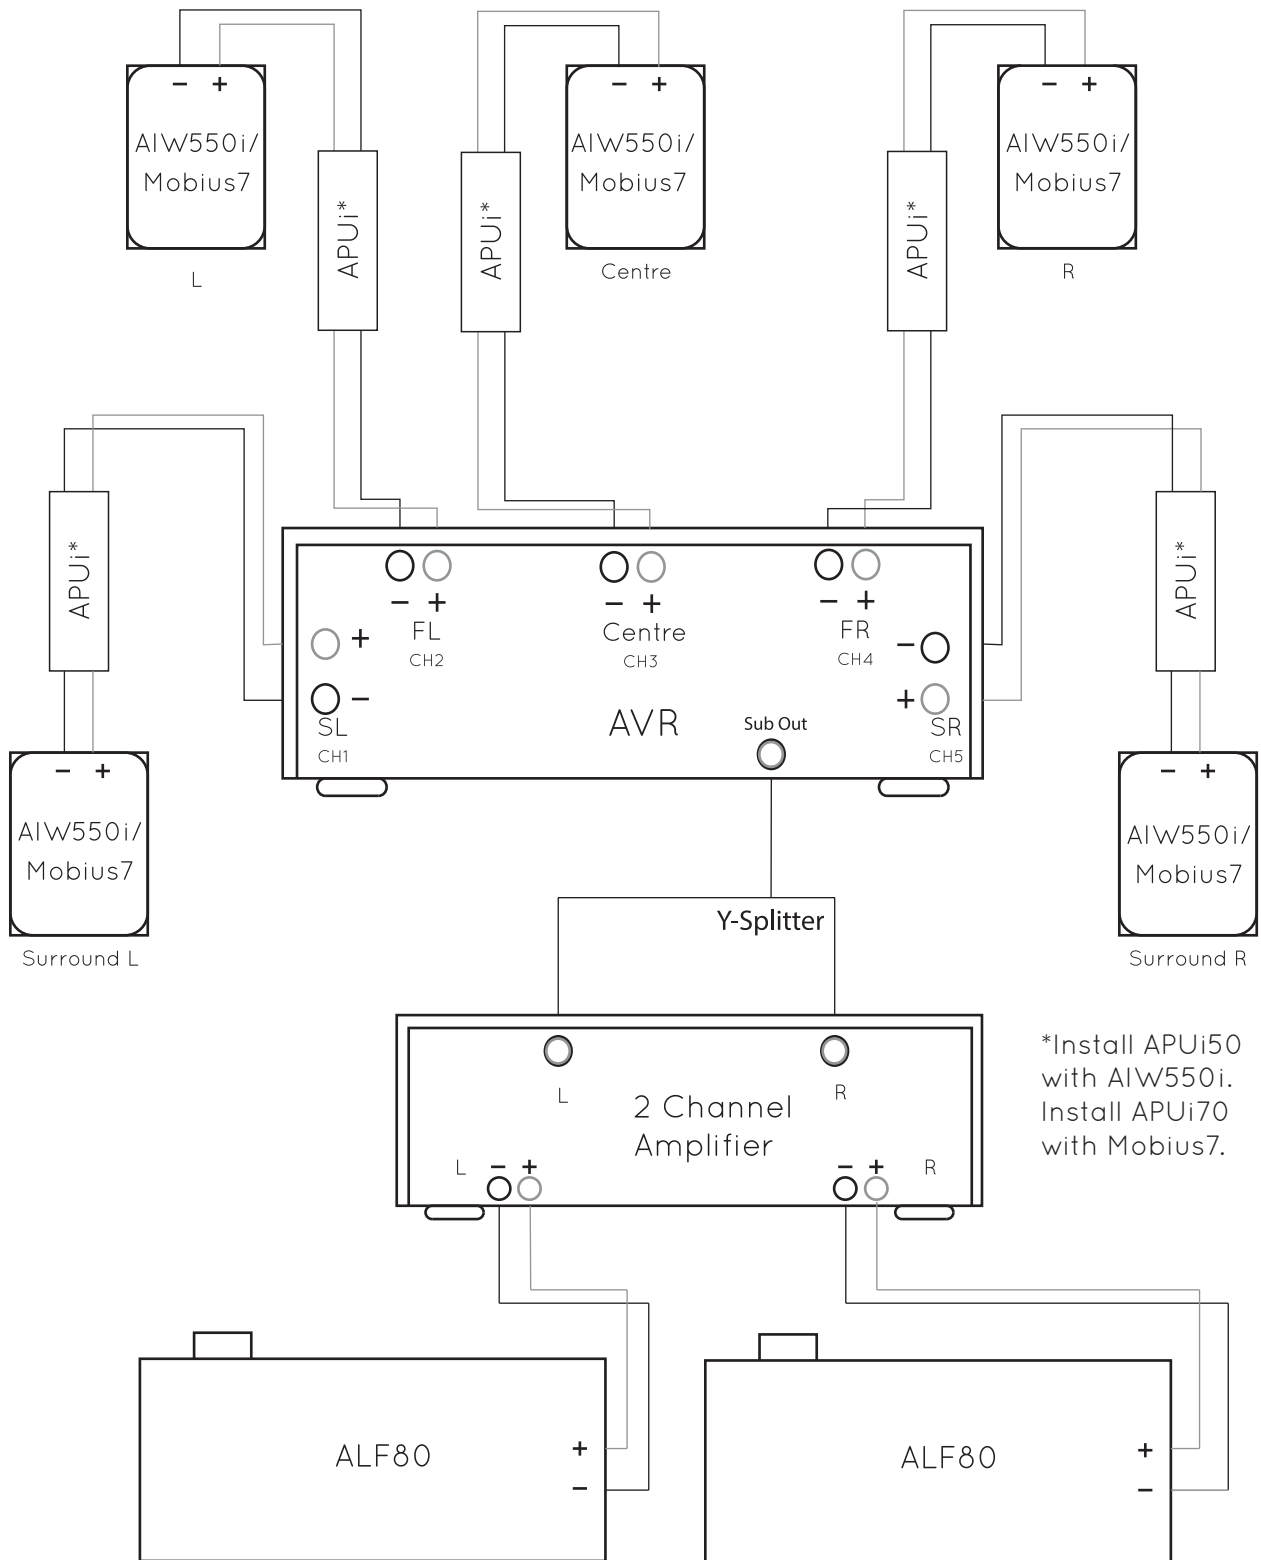 − +
AIW550i/
Mobius7
L
APUi*
APUi*
− +
AIW550i/
Mobius7
Centre
APUi*
− +
AIW550i/
Mobius7
R
APUi*
− +
AIW550i/
Mobius7
Surround L
− +
FL
CH2
− +
Centre
CH3
− +
FR
CH4
+
−
SL
CH1
AVR
Sub Out
−
+
SR
CH5
APUi*
− +
AIW550i/
Mobius7
Surround R
Y-Splitter
L
R
2 Channel
Amplifier
L − +
− + R
*Install APUi50
with AIW550i.
Install APUi70
with Mobius7.
ALF80
+
−
ALF80
+
−